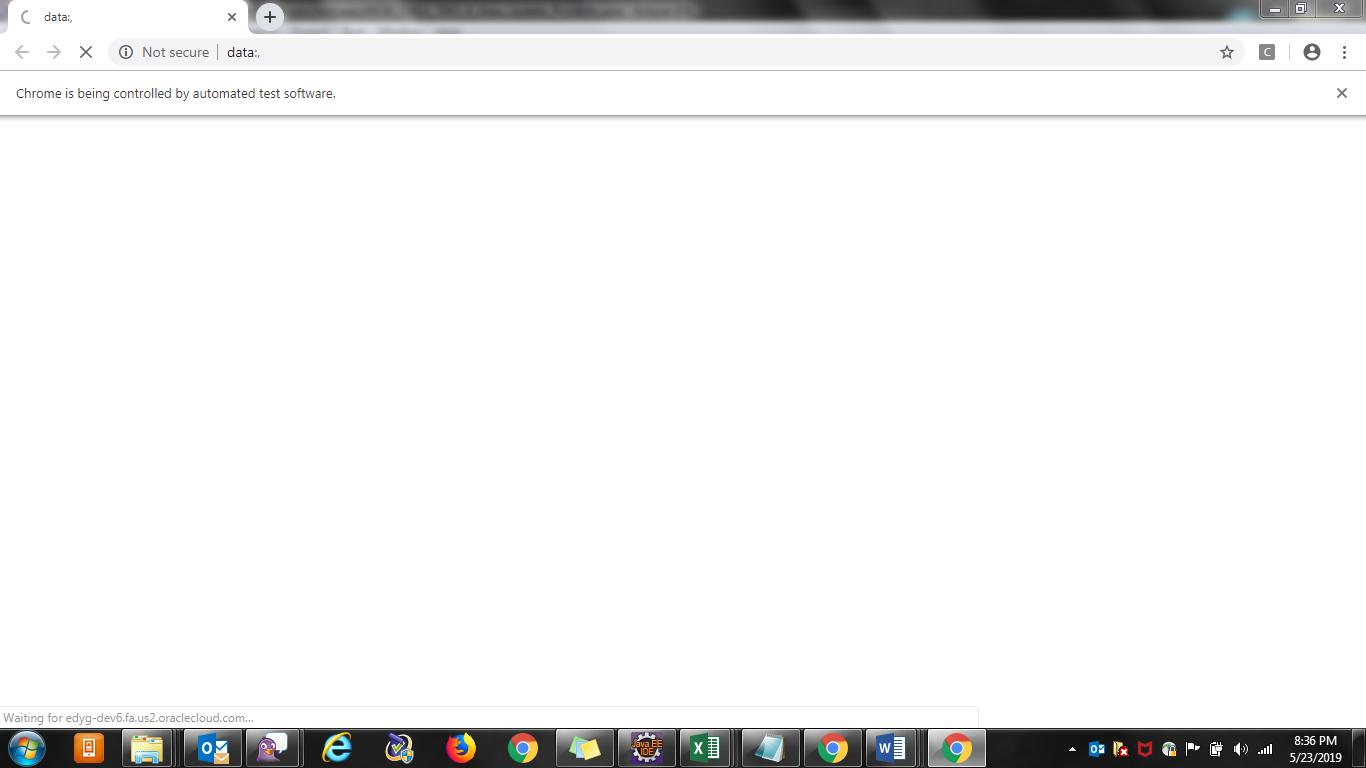 data:,
Not secure data:,
C
Chrome is being controlled by automated test software.
Waiting for edyg-dev6.fa.us2.oraclecloud.com...
Java EE
IDE
8:36 PM
5/23/2019